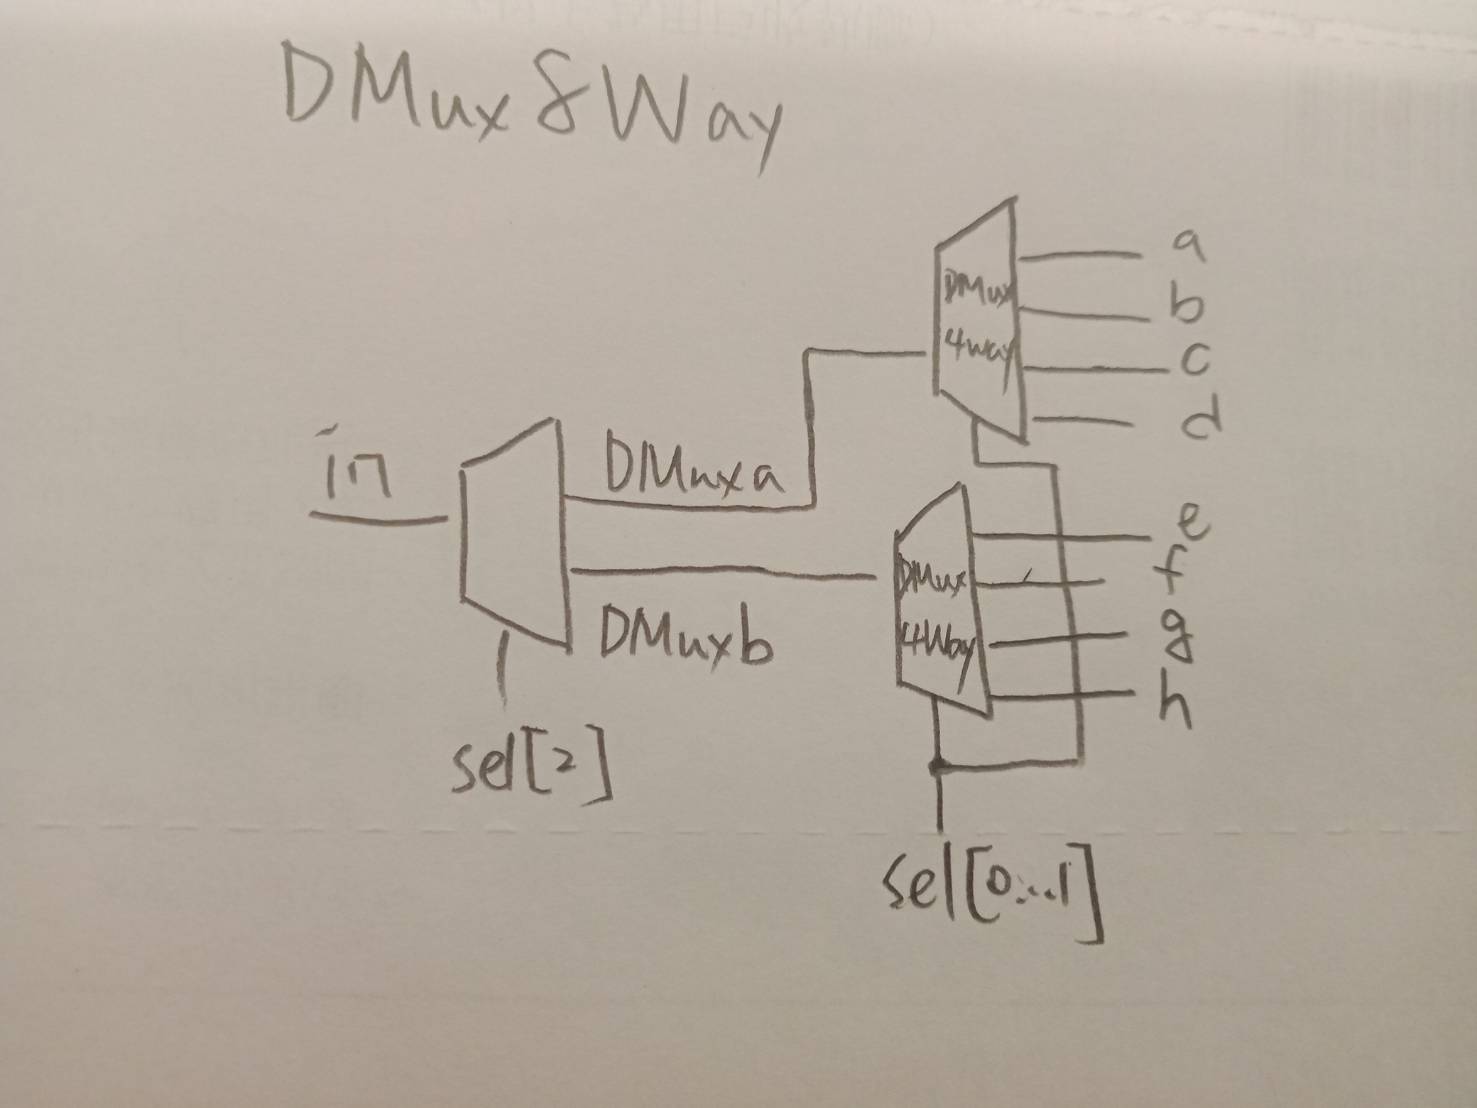 DMux8Way
a
DMux
4way
b
c
d
in
DMuxa
e
DMux
4Way
f
DMuxb
g
h
sel[2]
sel[0...1]